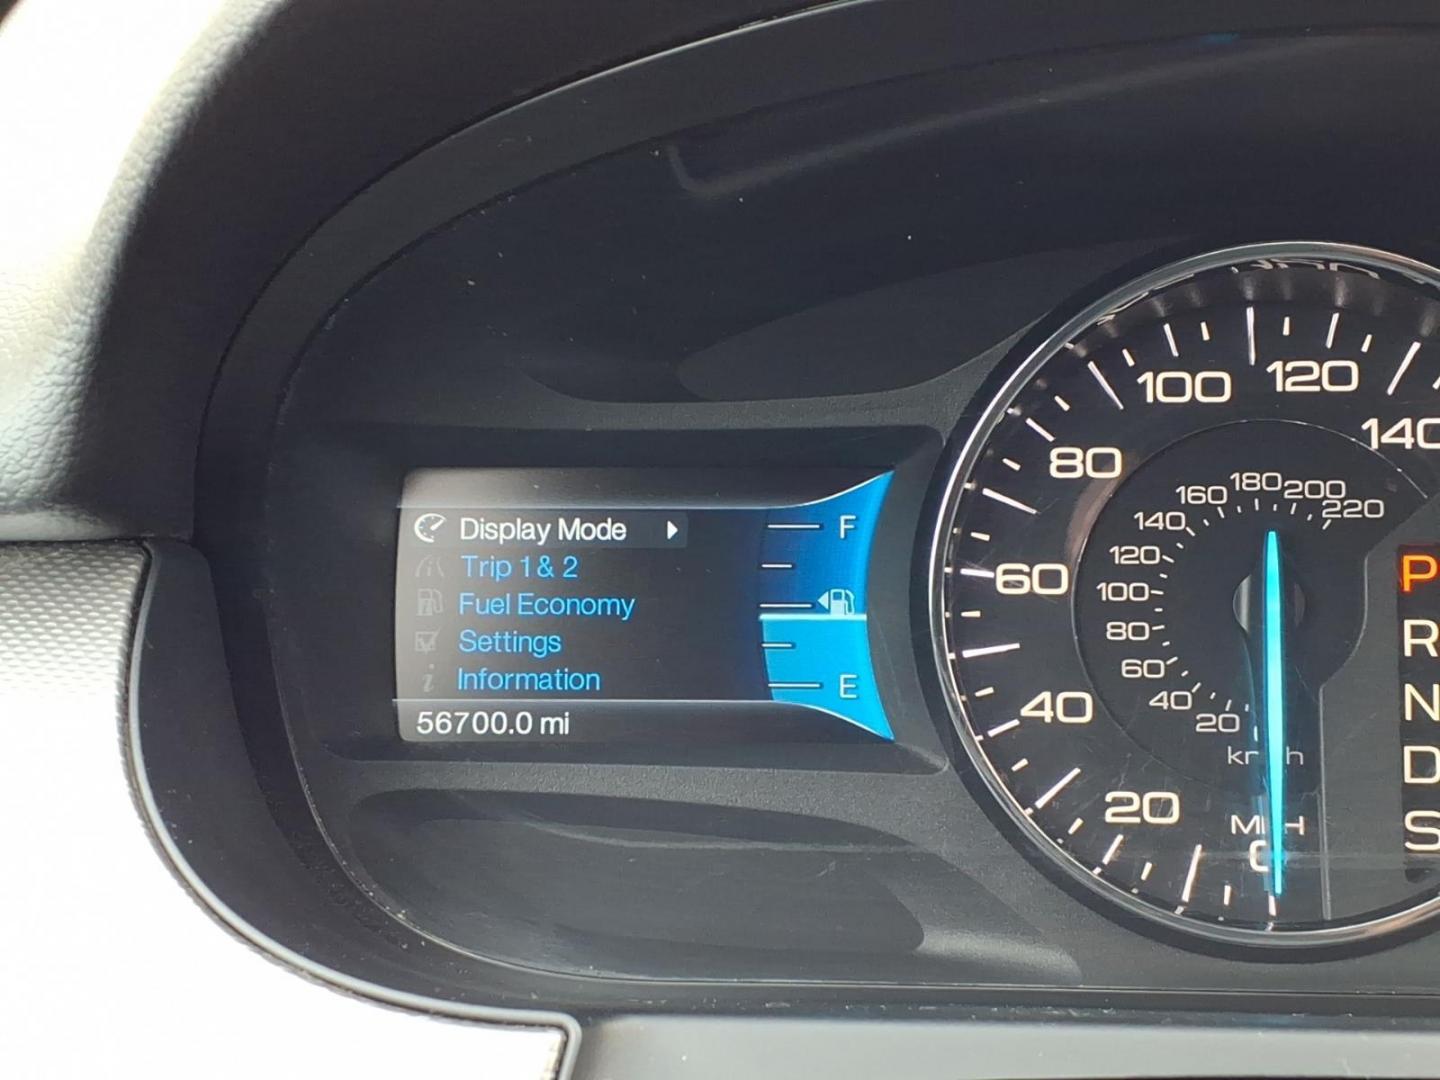 Display Mode
Trip 1 & 2
Fuel Economy
Settings
i Information
56700.0 mi
F
E
0
20
40
60
80
100
120
140
MPH
km/h
20
40
60
80
100
120
140
160
180
200
220
P
R
N
D
S